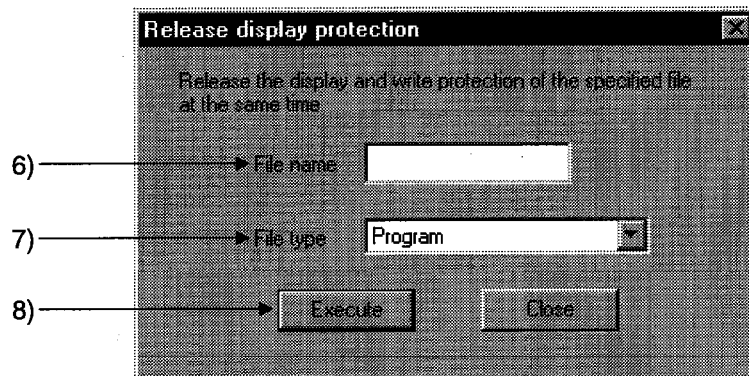 Release display protection
Release the display and write protection of the specified file
at the same time
6) File name
7) File type Program
8) Execute Close